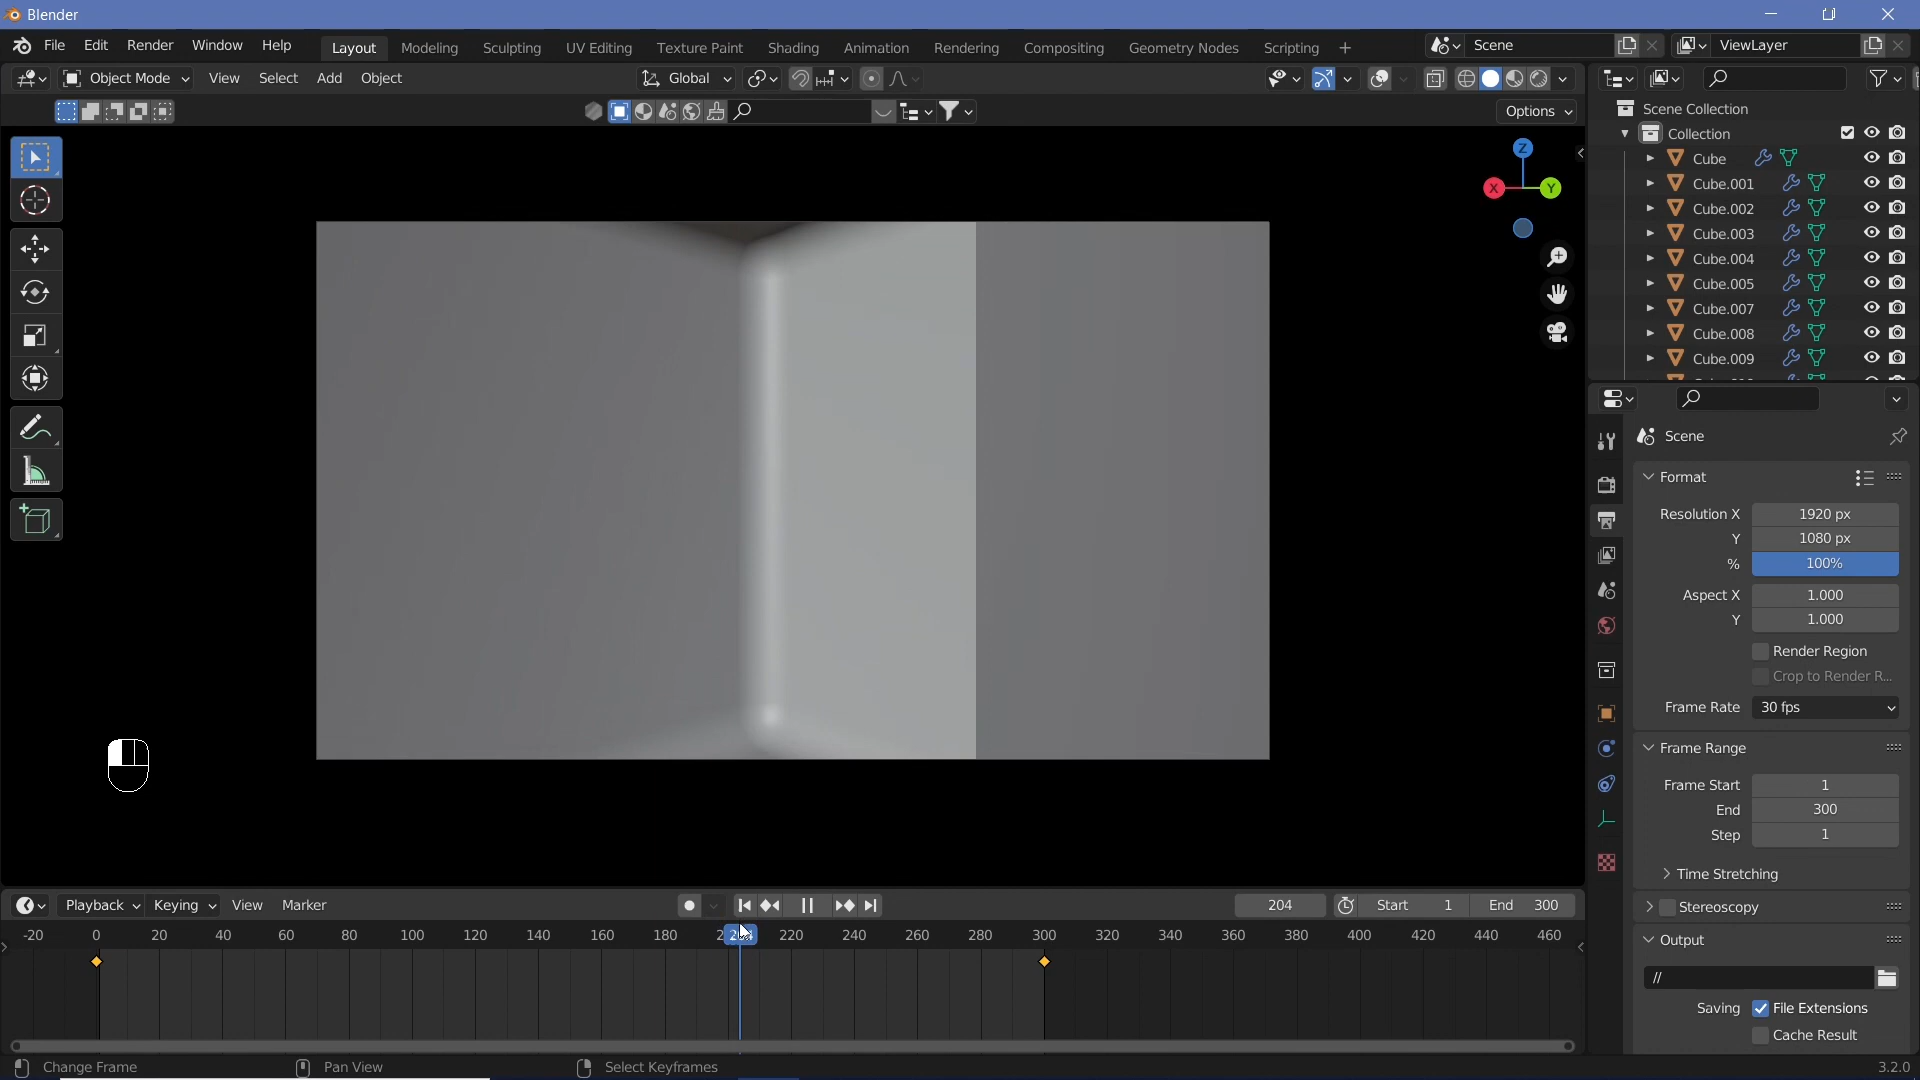 Blender
File Edit Render Window Help Layout Modeling Sculpting UV Editing Texture Paint Shading Animation Rendering Compositing Geometry Nodes Scripting + Scene ViewLayer
Object Mode View Select Add Object Global
Options
Z
X Y
Scene Collection
Collection
Cube
Cube.001
Cube.002
Cube.003
Cube.004
Cube.005
Cube.007
Cube.008
Cube.009
Scene
Format
Resolution X 1920 px
Y 1080 px
% 100%
Aspect X 1.000
Y 1.000
Render Region
Crop to Render R...
Frame Rate 30 fps
Frame Range
Frame Start 1
End 300
Step 1
Time Stretching
Stereoscopy
Output
//
Saving File Extensions
Cache Result
Playback Keying View Marker 204 Start 1 End 300
-20 0 20 40 60 80 100 120 140 160 180 204 220 240 260 280 300 320 340 360 380 400 420 440 460
Change Frame Pan View Select Keyframes 3.2.0